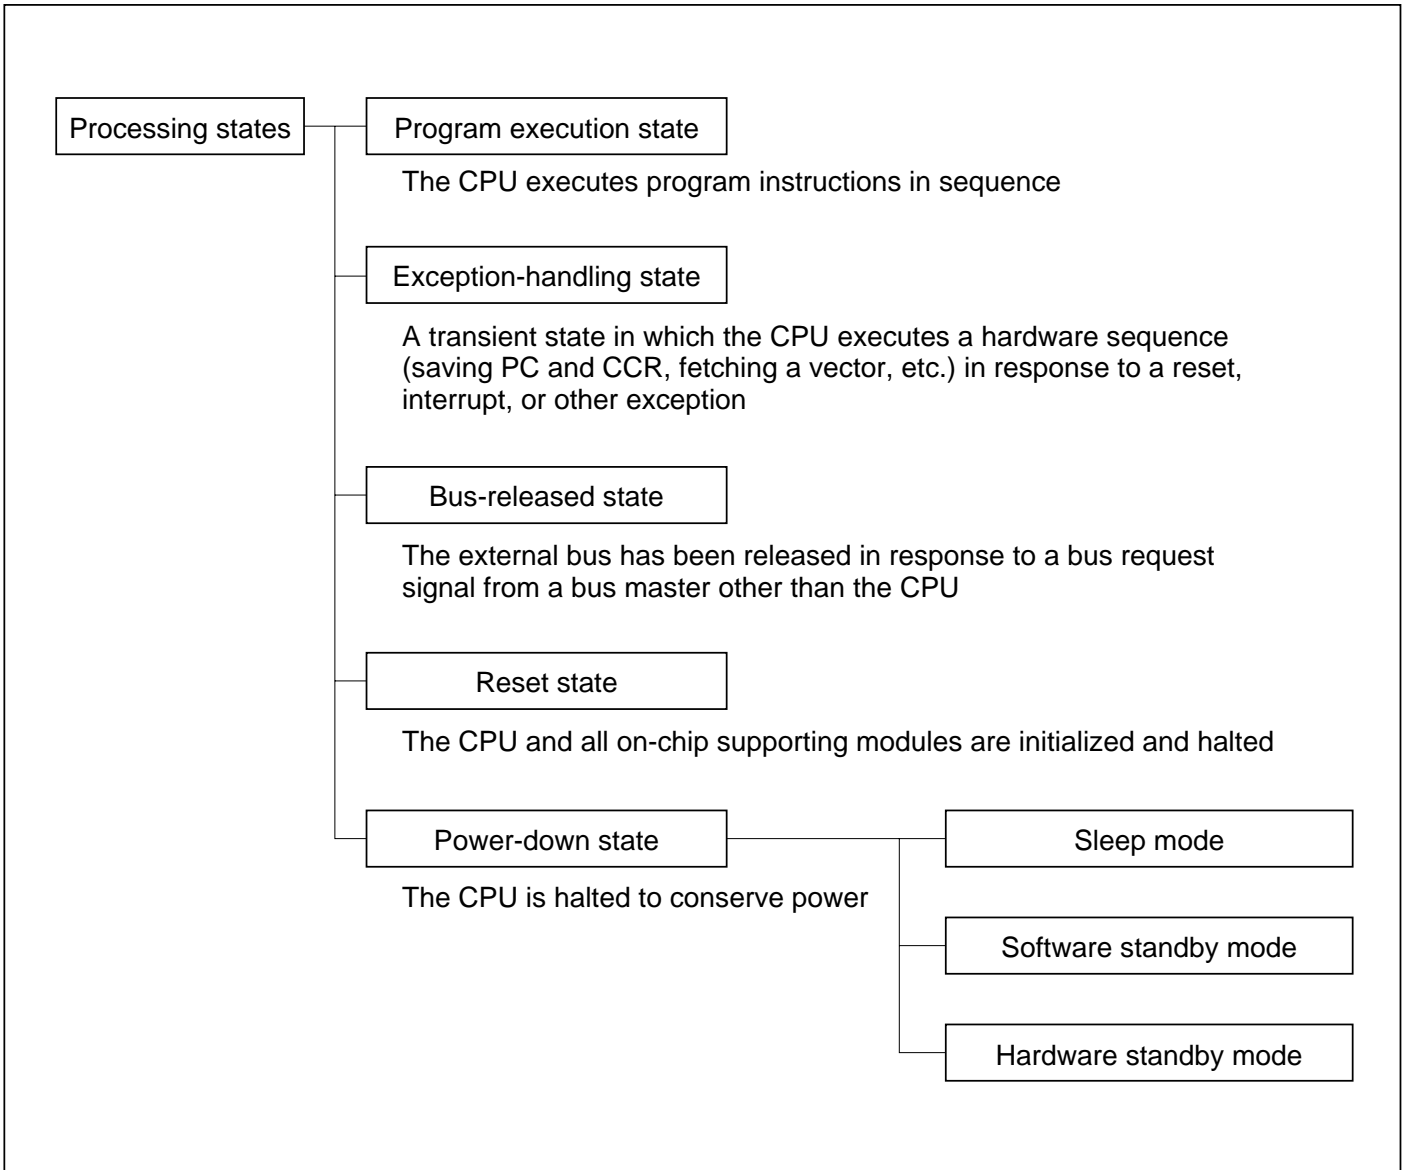 Processing states
Program execution state
The CPU executes program instructions in sequence
Exception-handling state
A transient state in which the CPU executes a hardware sequence
(saving PC and CCR, fetching a vector, etc.) in response to a reset,
interrupt, or other exception
Bus-released state
The external bus has been released in response to a bus request
signal from a bus master other than the CPU
Reset state
The CPU and all on-chip supporting modules are initialized and halted
Power-down state
Sleep mode
The CPU is halted to conserve power
Software standby mode
Hardware standby mode